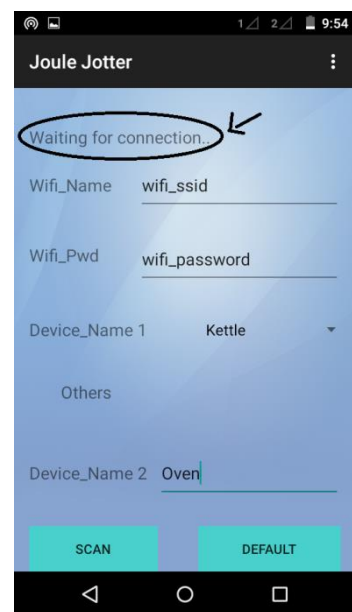 1 2 9:54
Joule Jotter
Waiting for connection..
Wifi_Name wifi_ssid
Wifi_Pwd wifi_password
Device_Name 1 Kettle
Others
Device_Name 2 Oven
SCAN DEFAULT